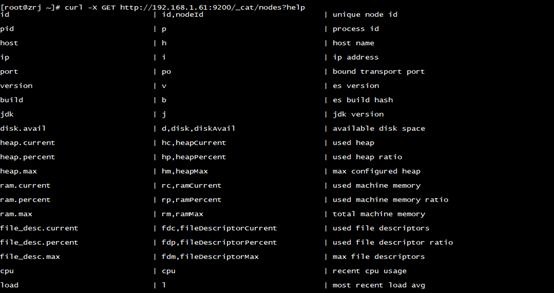 [root@zrj ~]# curl -X GET http://192.168.1.61:9200/_cat/nodes?help
id | id,nodeId | unique node id
pid | p | process id
host | h | host name
ip | i | ip address
port | po | bound transport port
version | v | es version
build | b | es build hash
jdk | j | jdk version
disk.avail | d,disk,diskAvail | available disk space
heap.current | hc,heapCurrent | used heap
heap.percent | hp,heapPercent | used heap ratio
heap.max | hm,heapMax | max configured heap
ram.current | rc,ramCurrent | used machine memory
ram.percent | rp,ramPercent | used machine memory ratio
ram.max | rm,ramMax | total machine memory
file_desc.current | fdc,fileDescriptorCurrent | used file descriptors
file_desc.percent | fdp,fileDescriptorPercent | used file descriptor ratio
file_desc.max | fdm,fileDescriptorMax | max file descriptors
cpu | cpu | recent cpu usage
load | l | most recent load avg